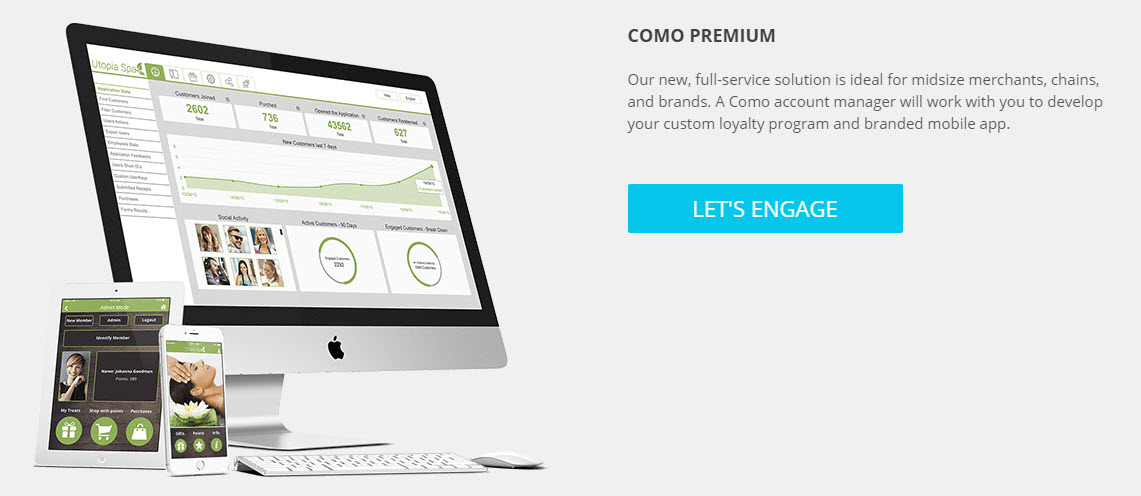 COMO PREMIUM
Our new, full-service solution is ideal for midsize merchants, chains,
and brands. A Como account manager will work with you to develop
your custom loyalty program and branded mobile app.
LET'S ENGAGE
Utopia Spa
Help
English
Application Stats
Find Customers
Filter Customers
Users Actions
Export Users
Employees Stats
Application Feedbacks
Users Short ID's
Custom UserKeys
Submitted Receipts
Purchases
Forms Results
Customers Joined
2602
Total
Punched
736
Total
Opened the Application
43562
Total
Customers Redeemed
627
Total
New Customers last 7 days
Social Activity
Active Customers - 60 Days
Engaged Customers
2292
Engaged Customers - Break Down
Admin Mode
New Member
Admin
Logout
Identify Member
Name: Johanna Goodman
Points: 389
My Treats
Shop with points
Purchases
Gifts
Points
Info